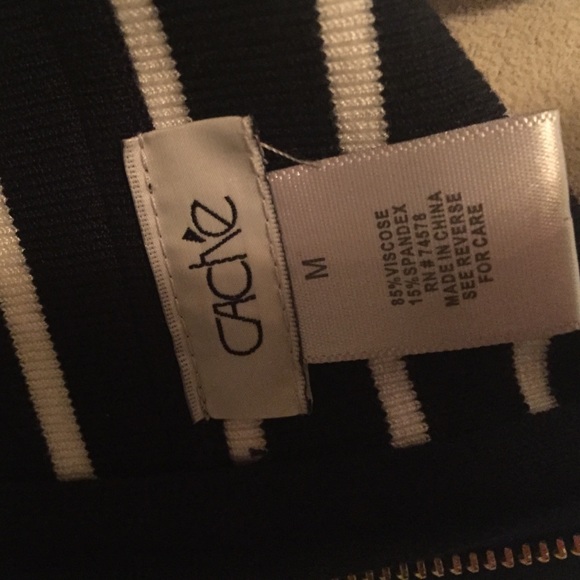 CACHÉ
M
85%VISCOSE
15%SPANDEX
RN# 74578
MADE IN CHINA
SEE REVERSE
FOR CARE